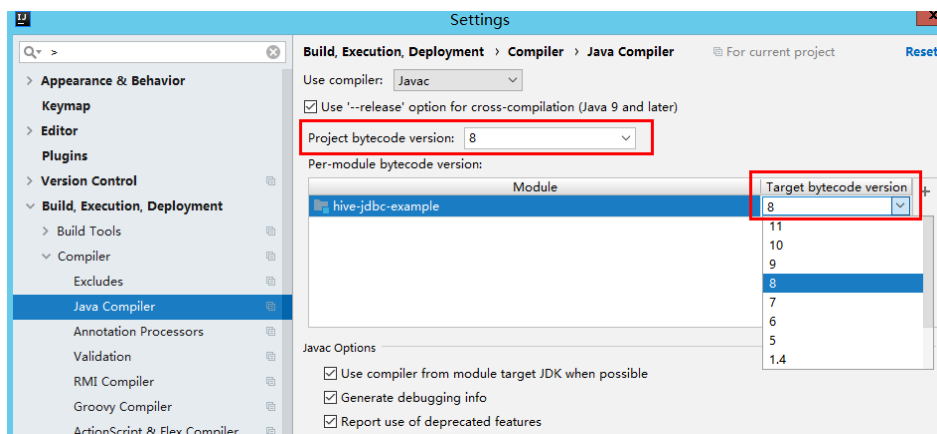 Settings
>
Build, Execution, Deployment > Compiler > Java Compiler
For current project
Reset
Appearance & Behavior
Keymap
Editor
Plugins
Version Control
Build, Execution, Deployment
Build Tools
Compiler
Excludes
Java Compiler
Annotation Processors
Validation
RMI Compiler
Groovy Compiler
ActionScript & Flex Compiler
Use compiler: Javac
Use '--release' option for cross-compilation (Java 9 and later)
Project bytecode version: 8
Per-module bytecode version:
Module
Target bytecode version
hive-jdbc-example
8
11
10
9
8
7
6
5
1.4
Javac Options
Use compiler from module target JDK when possible
Generate debugging info
Report use of deprecated features